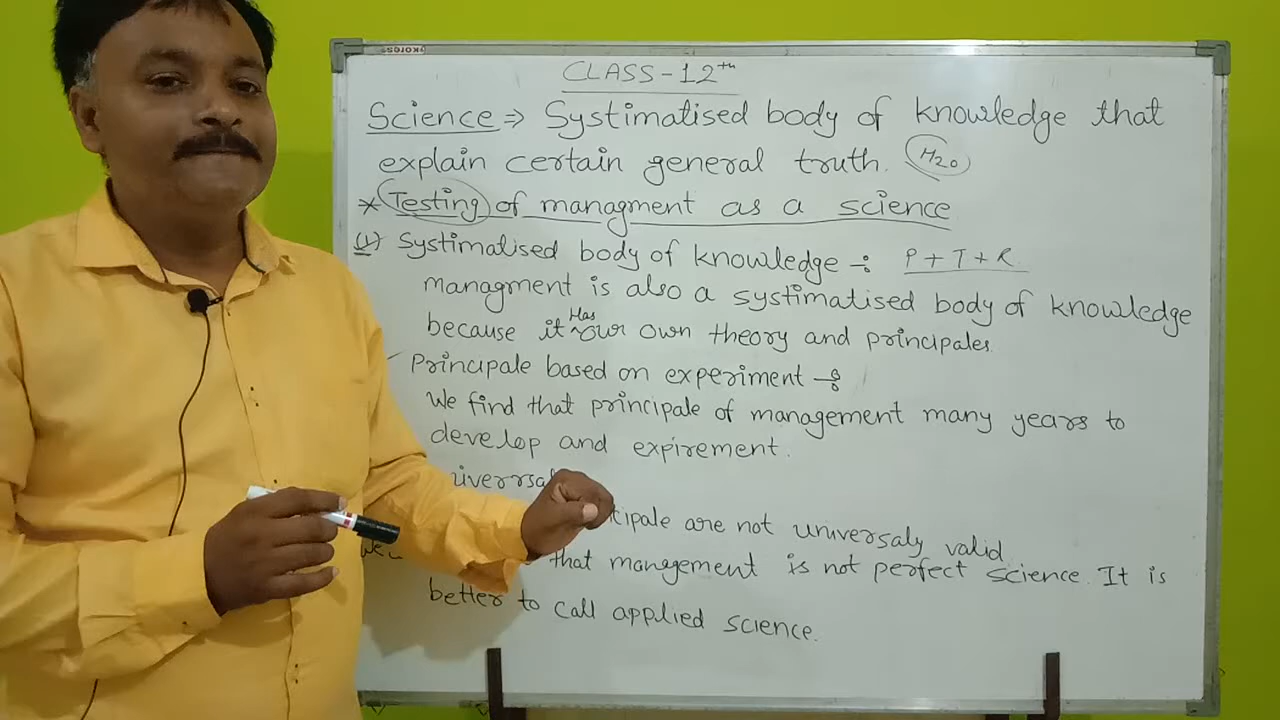 CLASS-12th
Science ⇒ Systimatised body of knowledge that
explain certain general truth. H2o
* Testing of managment as a science
(1) Systimatised body of knowledge :- P + T + R
managment is also a systimatised body of knowledge
because it Has our own theory and principales.
Principale based on experiment :-
We find that principale of management many years to
develop and expirement.
are not universaly valid.
that management is not perfect science. It is
better to call applied science.